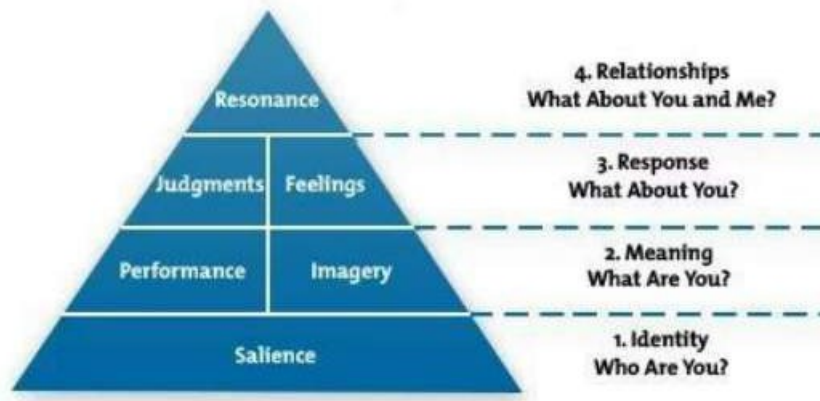 Resonance
4. Relationships
What About You and Me?
Judgments Feelings
3. Response
What About You?
Performance Imagery
2. Meaning
What Are You?
Salience
1. Identity
Who Are You?